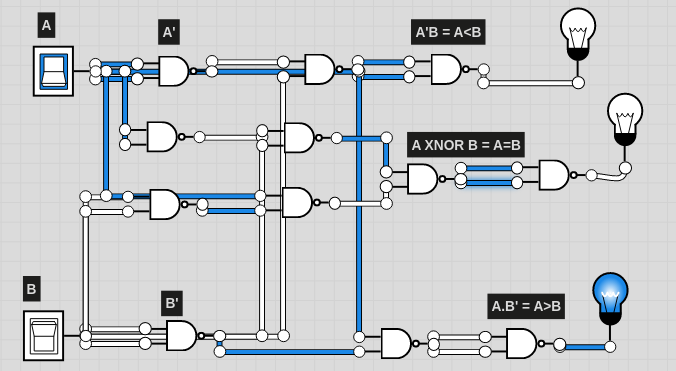 A
A'
A'B = A<B
A XNOR B = A=B
B
B'
A.B' = A>B